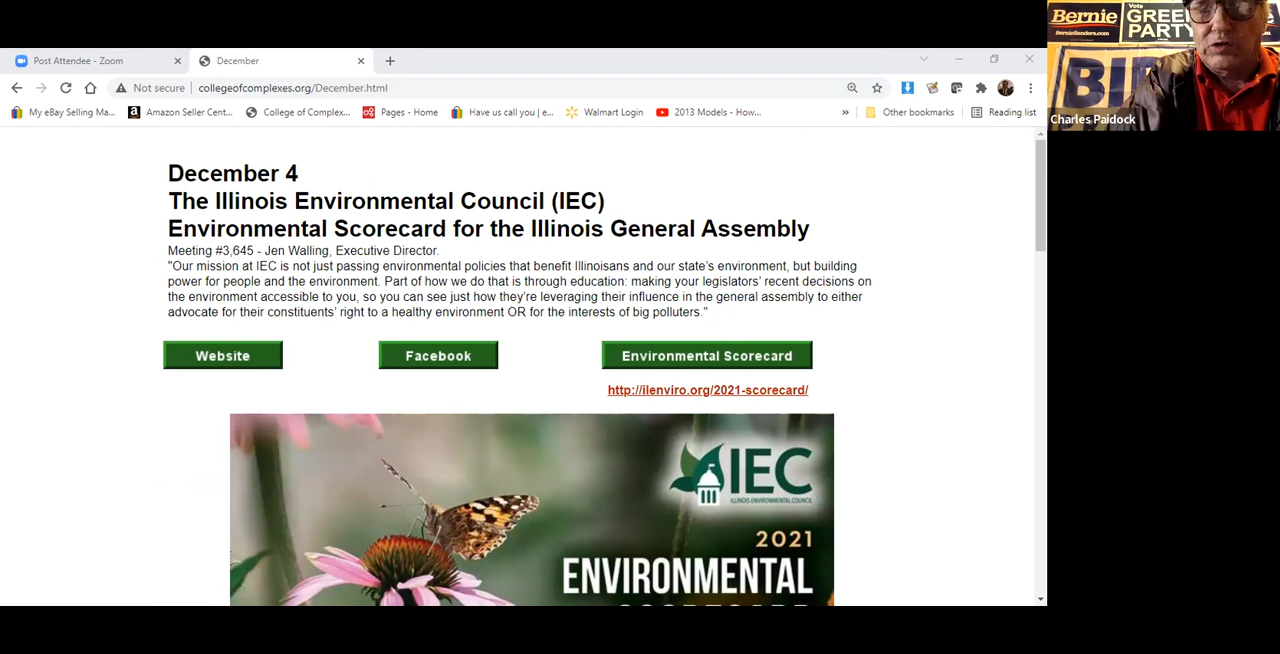 Post Attendee - Zoom
December
Not secure
collegeofcomplexes.org/December.html
My eBay Selling Ma...
Amazon Seller Cent...
College of Complex...
Pages - Home
Have us call you | e...
Walmart Login
2013 Models - How...
»
Other bookmarks
Reading list
December 4
The Illinois Environmental Council (IEC)
Environmental Scorecard for the Illinois General Assembly
Meeting #3,645 - Jen Walling, Executive Director.
"Our mission at IEC is not just passing environmental policies that benefit Illinoisans and our state's environment, but building
power for people and the environment. Part of how we do that is through education: making your legislators' recent decisions on
the environment accessible to you, so you can see just how they're leveraging their influence in the general assembly to either
advocate for their constituents' right to a healthy environment OR for the interests of big polluters."
Website
Facebook
Environmental Scorecard
http://ilenviro.org/2021-scorecard/
IEC
ILLINOIS ENVIRONMENTAL COUNCIL
2021
ENVIRONMENTAL
Bernie
BernieSanders.com
Vote
GREEN
PARTY
Charles Paidock